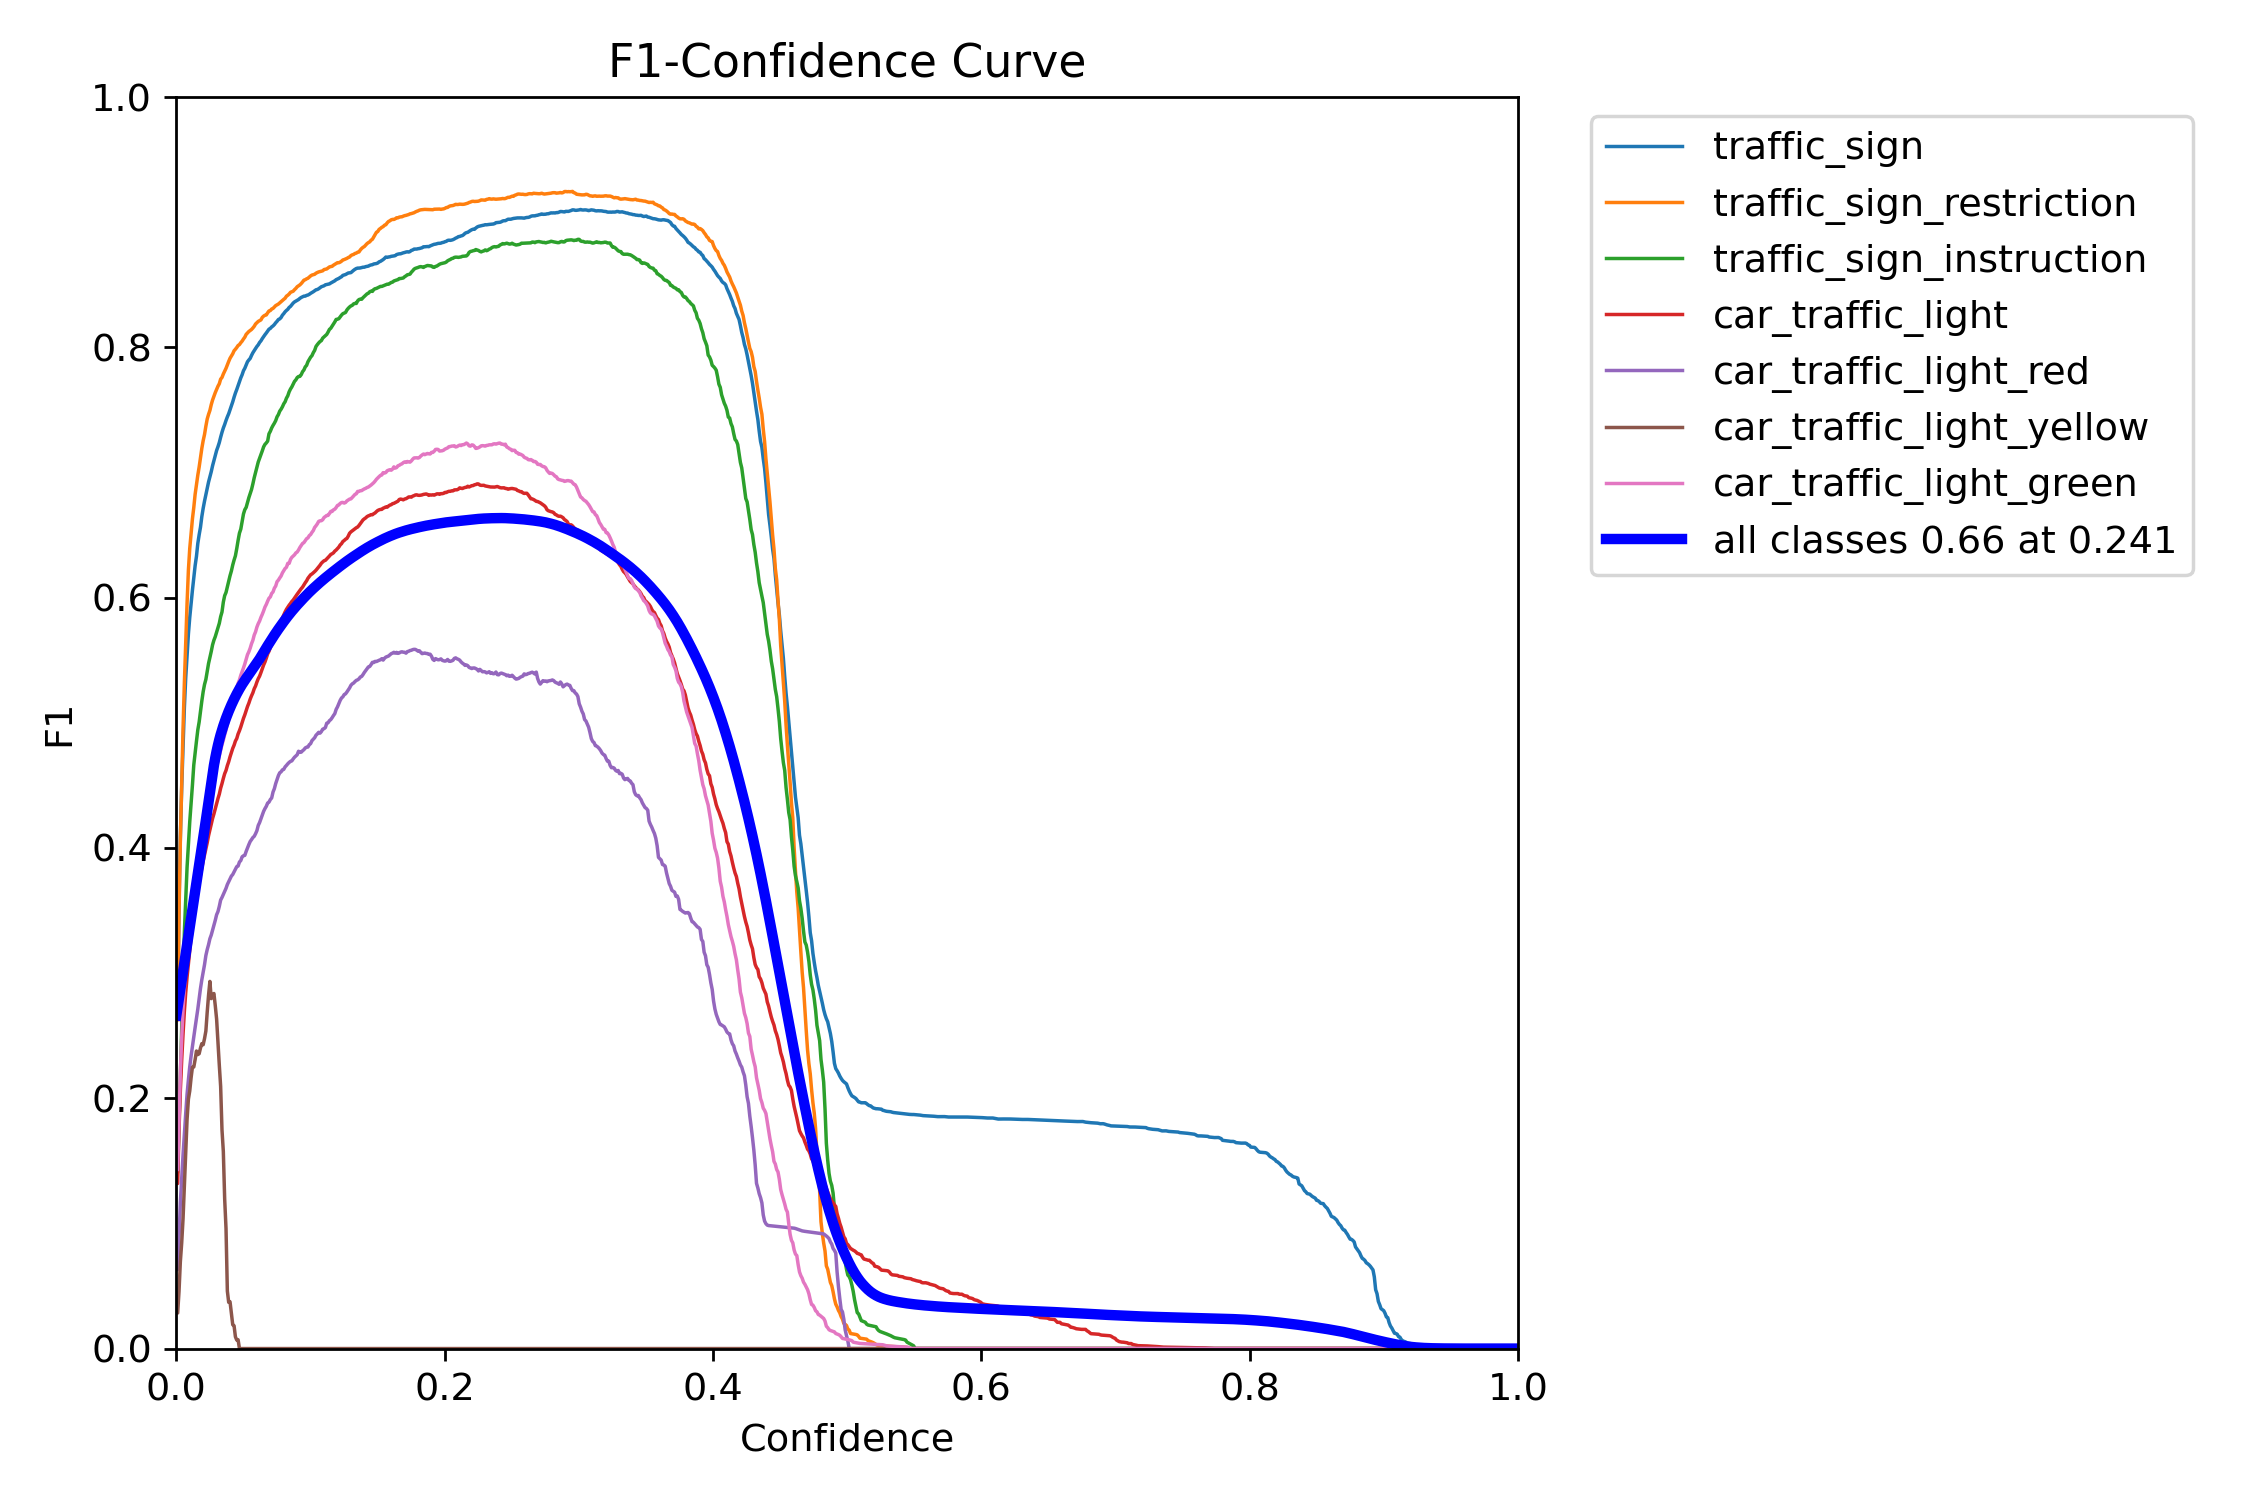 F1-Confidence Curve
1.0
0.8
0.6
0.4
0.2
0.0
F1
0.0 0.2 0.4 0.6 0.8 1.0
Confidence
traffic_sign
traffic_sign_restriction
traffic_sign_instruction
car_traffic_light
car_traffic_light_red
car_traffic_light_yellow
car_traffic_light_green
all classes 0.66 at 0.241